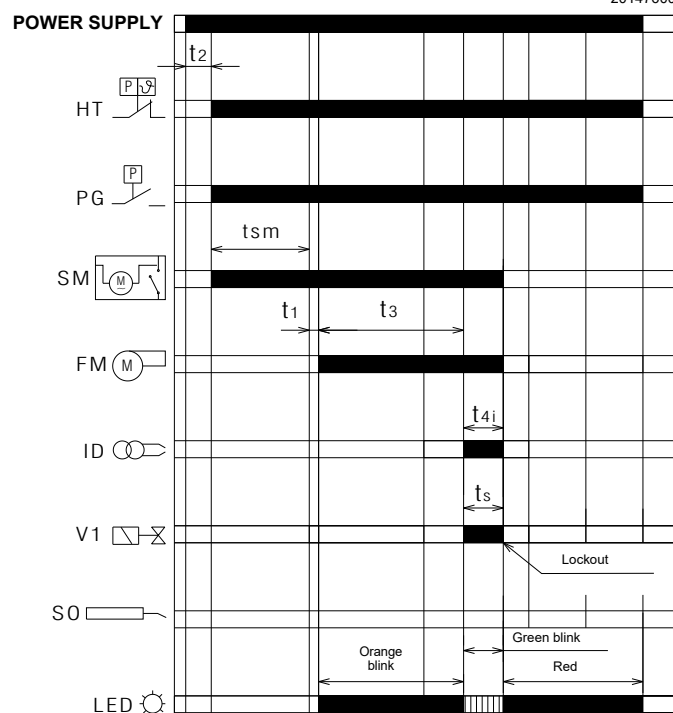 POWER SUPPLY
t2
P ϑ
HT
P
PG
tsm
SM
M
t1
t3
FM
M
t4i
ID
ts
V1
Lockout
SO
Green blink
Orange
blink
Red
LED